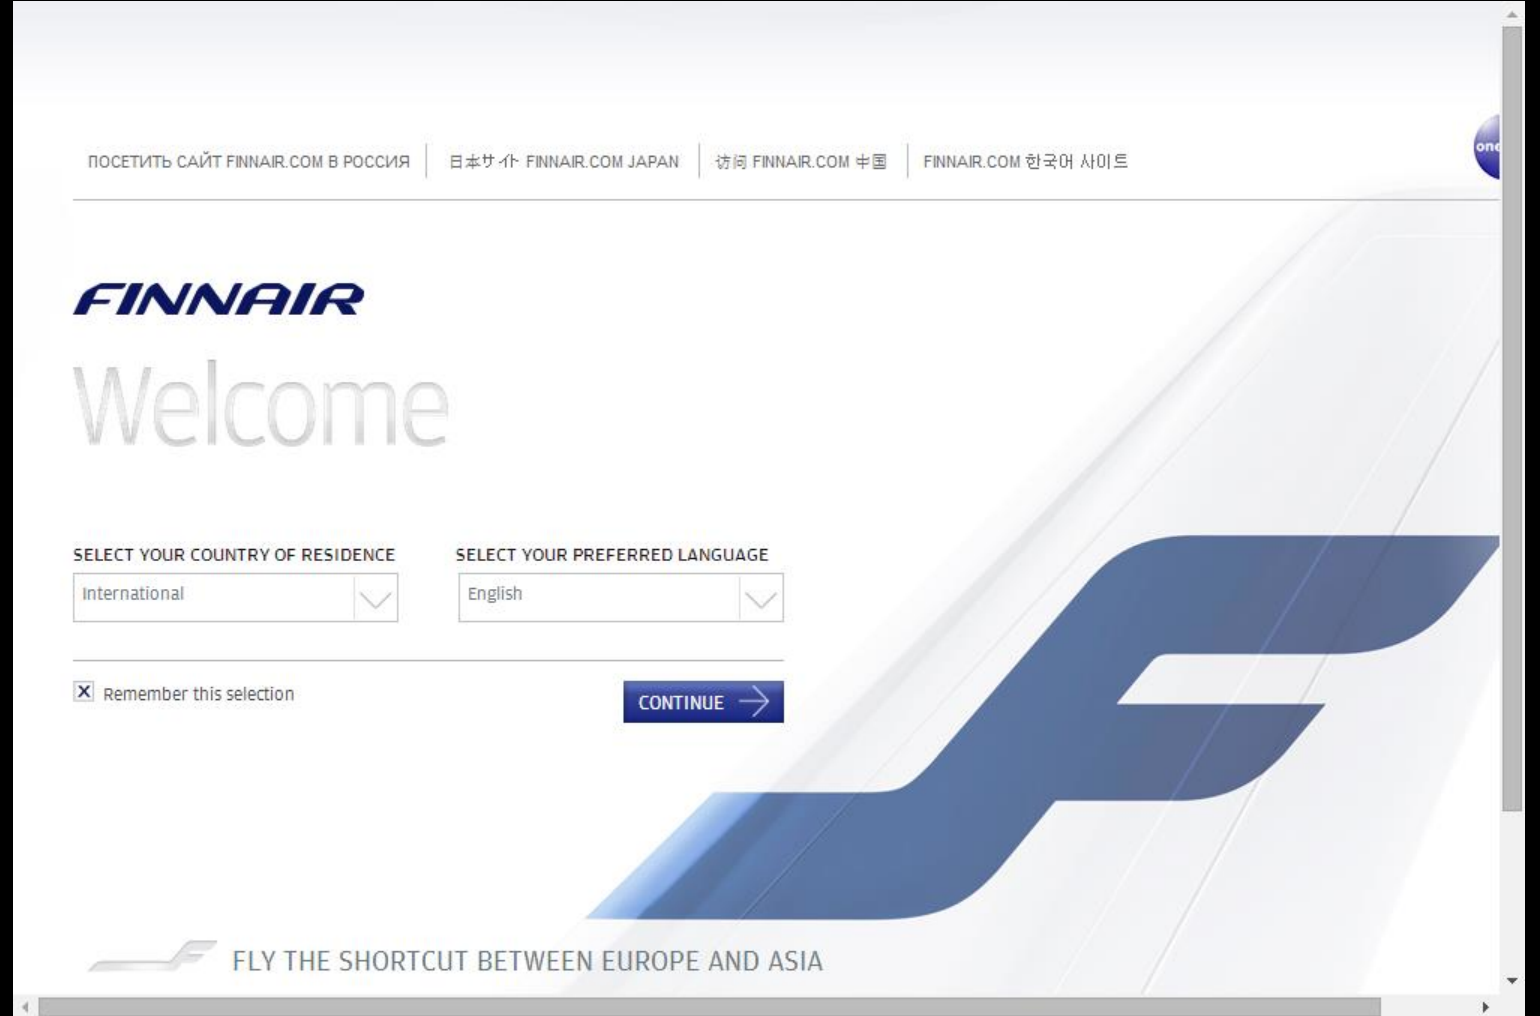 ПОСЕТИТЬ САЙТ FINNAIR.COM В РОССИЯ
日本サイト FINNAIR.COM JAPAN
访问 FINNAIR.COM 中国
FINNAIR.COM 한국어 사이트
FINNAIR
Welcome
SELECT YOUR COUNTRY OF RESIDENCE
SELECT YOUR PREFERRED LANGUAGE
International
English
Remember this selection
CONTINUE
FLY THE SHORTCUT BETWEEN EUROPE AND ASIA